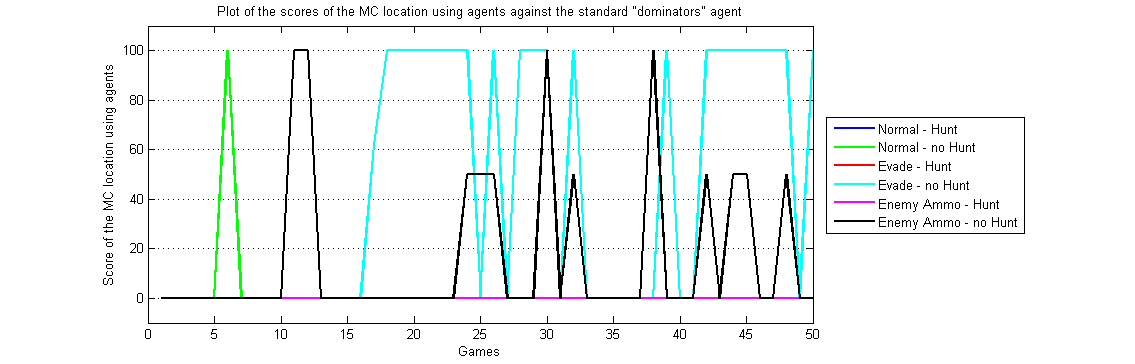 Plot of the scores of the MC location using agents against the standard "dominators" agent
Score of the MC location using agents
100
80
60
40
20
0
0 5 10 15 20 25 30 35 40 45 50
Games
Normal - Hunt
Normal - no Hunt
Evade - Hunt
Evade - no Hunt
Enemy Ammo - Hunt
Enemy Ammo - no Hunt